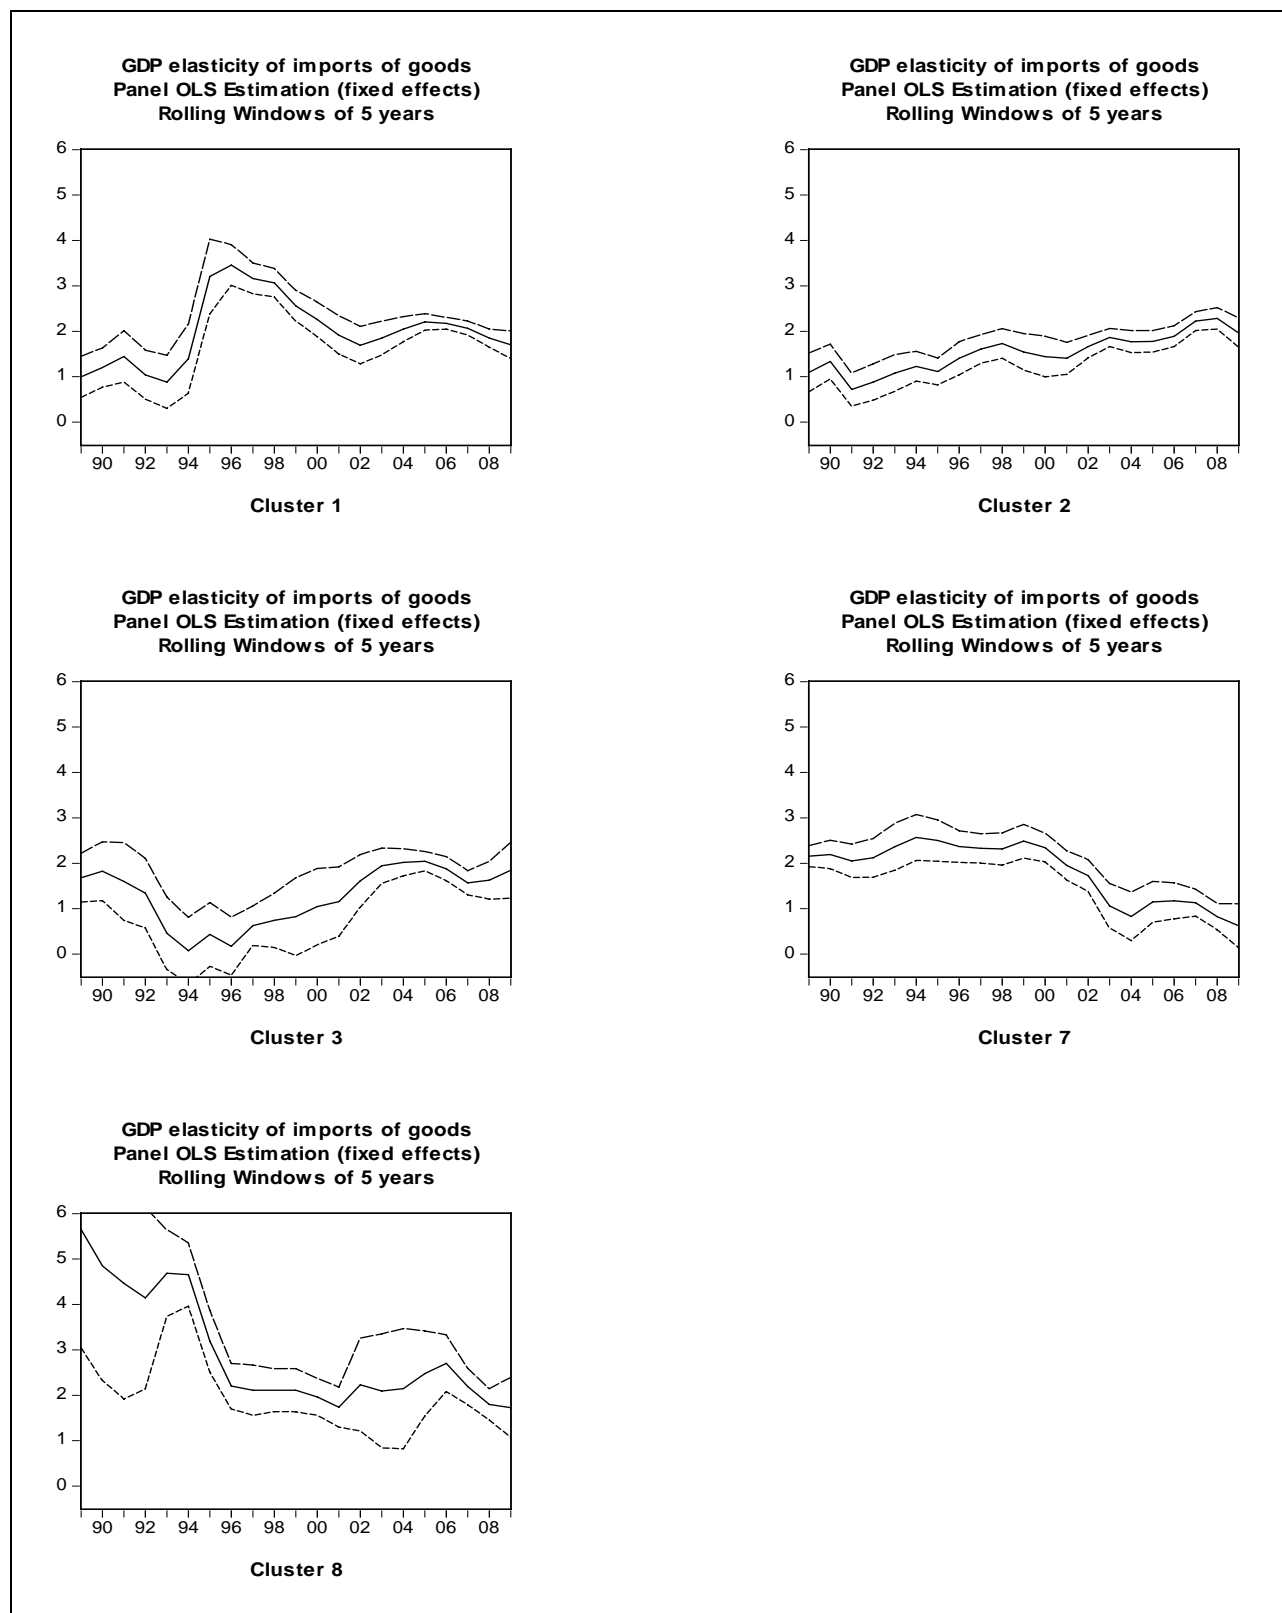 GDP elasticity of imports of goods
Panel OLS Estimation (fixed effects)
Rolling Windows of 5 years
6
5
4
3
2
1
0
90 92 94 96 98 00 02 04 06 08
Cluster 1
GDP elasticity of imports of goods
Panel OLS Estimation (fixed effects)
Rolling Windows of 5 years
6
5
4
3
2
1
0
90 92 94 96 98 00 02 04 06 08
Cluster 2
GDP elasticity of imports of goods
Panel OLS Estimation (fixed effects)
Rolling Windows of 5 years
6
5
4
3
2
1
0
90 92 94 96 98 00 02 04 06 08
Cluster 3
GDP elasticity of imports of goods
Panel OLS Estimation (fixed effects)
Rolling Windows of 5 years
6
5
4
3
2
1
0
90 92 94 96 98 00 02 04 06 08
Cluster 7
GDP elasticity of imports of goods
Panel OLS Estimation (fixed effects)
Rolling Windows of 5 years
6
5
4
3
2
1
0
90 92 94 96 98 00 02 04 06 08
Cluster 8